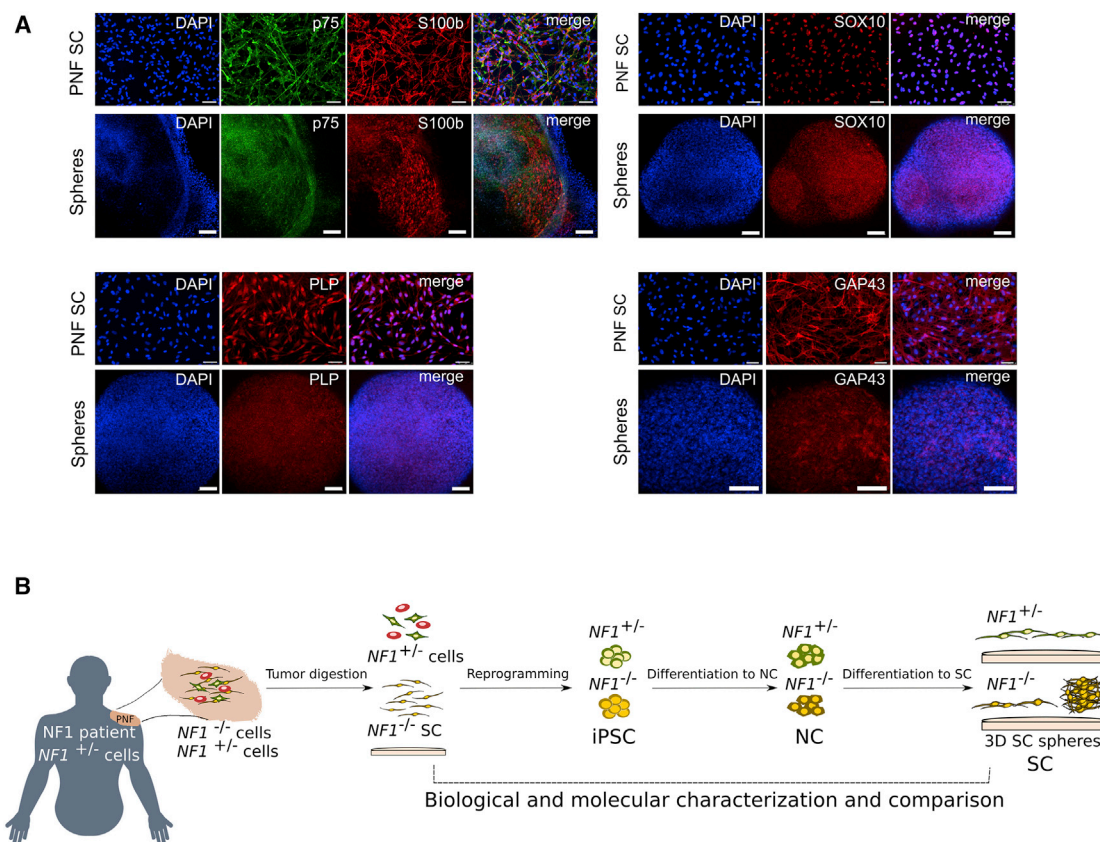 A
PNF SC
DAPI
p75
S100b
merge
Spheres
DAPI
p75
S100b
merge
PNF SC
DAPI
SOX10
merge
Spheres
DAPI
SOX10
merge
PNF SC
DAPI
PLP
merge
Spheres
DAPI
PLP
merge
PNF SC
DAPI
GAP43
merge
Spheres
DAPI
GAP43
merge
B
PNF
NF1 patient
NF1 +/- cells
NF1 -/- cells
NF1 +/- cells
Tumor digestion
NF1+/- cells
NF1-/- SC
Reprogramming
NF1+/-
NF1-/-
iPSC
Differentiation to NC
NF1+/-
NF1-/-
NC
Differentiation to SC
NF1+/-
NF1-/-
3D SC spheres
SC
Biological and molecular characterization and comparison